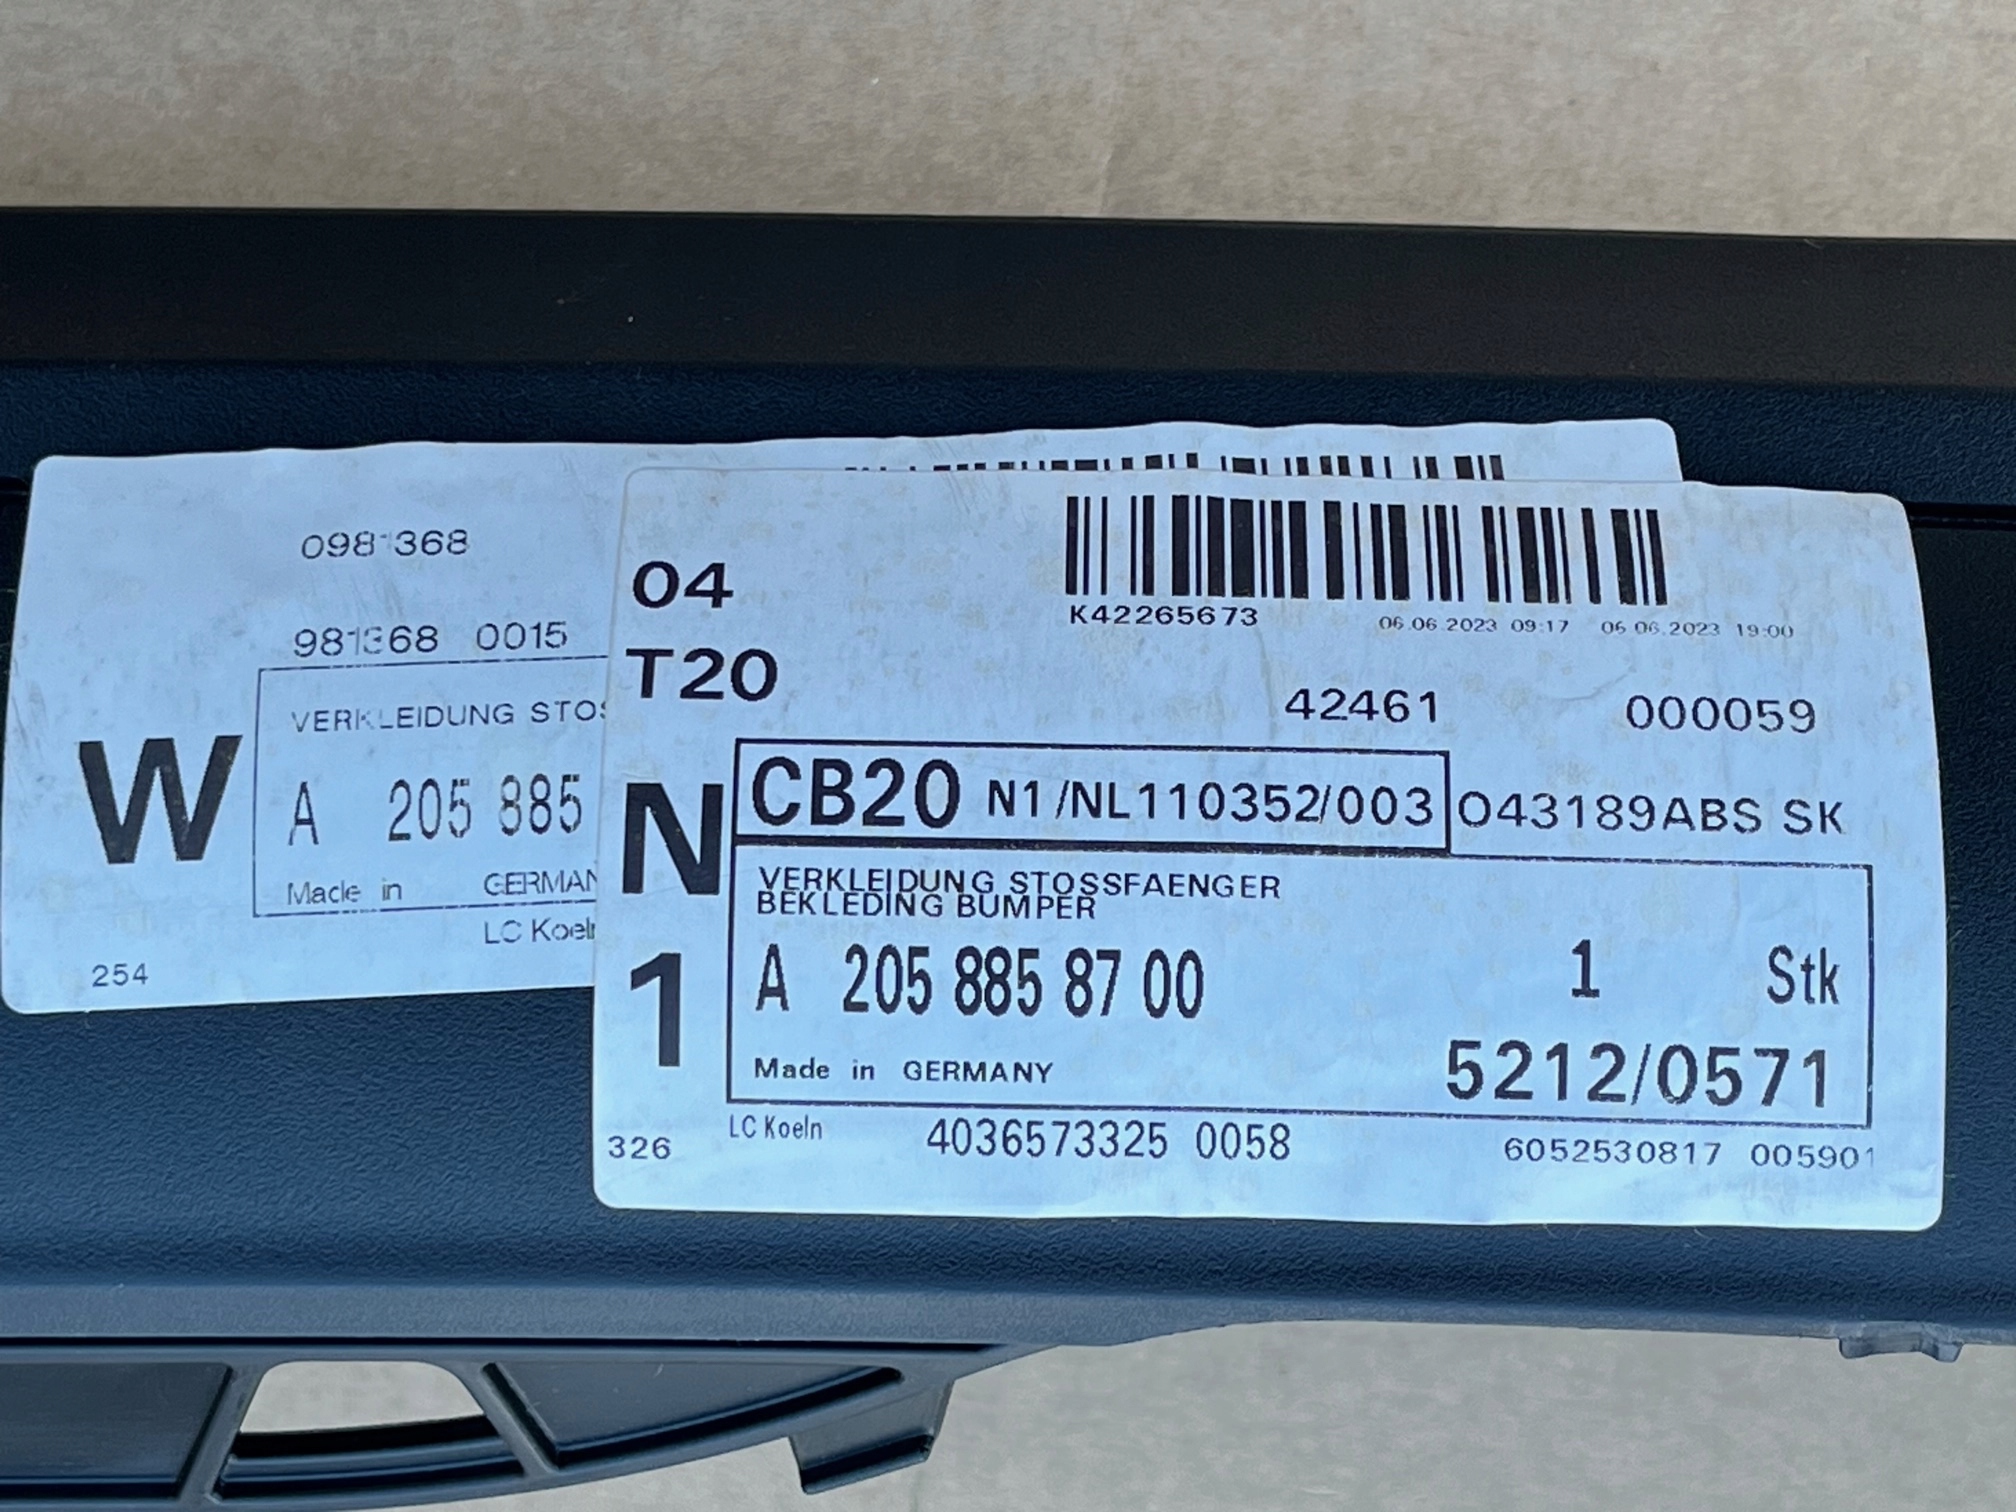 0981368
981368 0015
VERKLEIDUNG STOS
W
A 205 885
Made in GERMAN
LC Koeln
254
04
K42265673
06.06.2023 09:17 06.06.2023 19:00
T20
42461 000059
N
CB20 N1/NL110352/003
043189ABS SK
VERKLEIDUNG STOSSFAENGER
BEKLEDING BUMPER
A 205 885 87 00
1 Stk
1
Made in GERMANY
5212/0571
LC Koeln
4036573325 0058
6052530817 005901
326